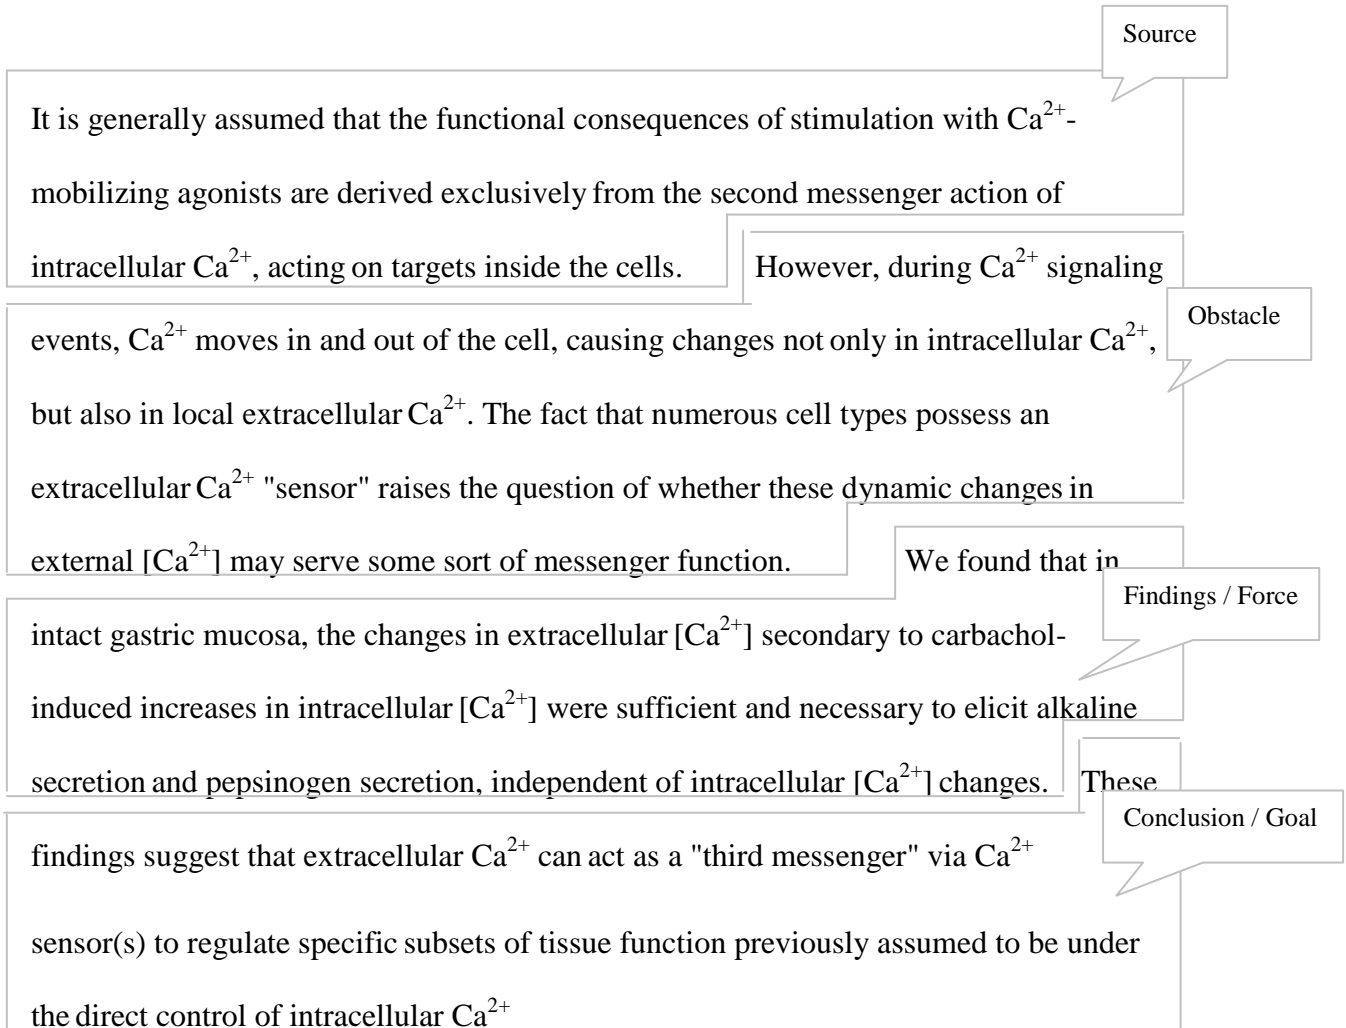 Source
It is generally assumed that the functional consequences of stimulation with Ca²⁺-
mobilizing agonists are derived exclusively from the second messenger action of
intracellular Ca²⁺, acting on targets inside the cells. However, during Ca²⁺ signaling
Obstacle
events, Ca²⁺ moves in and out of the cell, causing changes not only in intracellular Ca²⁺,
but also in local extracellular Ca²⁺. The fact that numerous cell types possess an
extracellular Ca²⁺ "sensor" raises the question of whether these dynamic changes in
external [Ca²⁺] may serve some sort of messenger function. We found that in
Findings / Force
intact gastric mucosa, the changes in extracellular [Ca²⁺] secondary to carbachol-
induced increases in intracellular [Ca²⁺] were sufficient and necessary to elicit alkaline
secretion and pepsinogen secretion, independent of intracellular [Ca²⁺] changes. These
Conclusion / Goal
findings suggest that extracellular Ca²⁺ can act as a "third messenger" via Ca²⁺
sensor(s) to regulate specific subsets of tissue function previously assumed to be under
the direct control of intracellular Ca²⁺